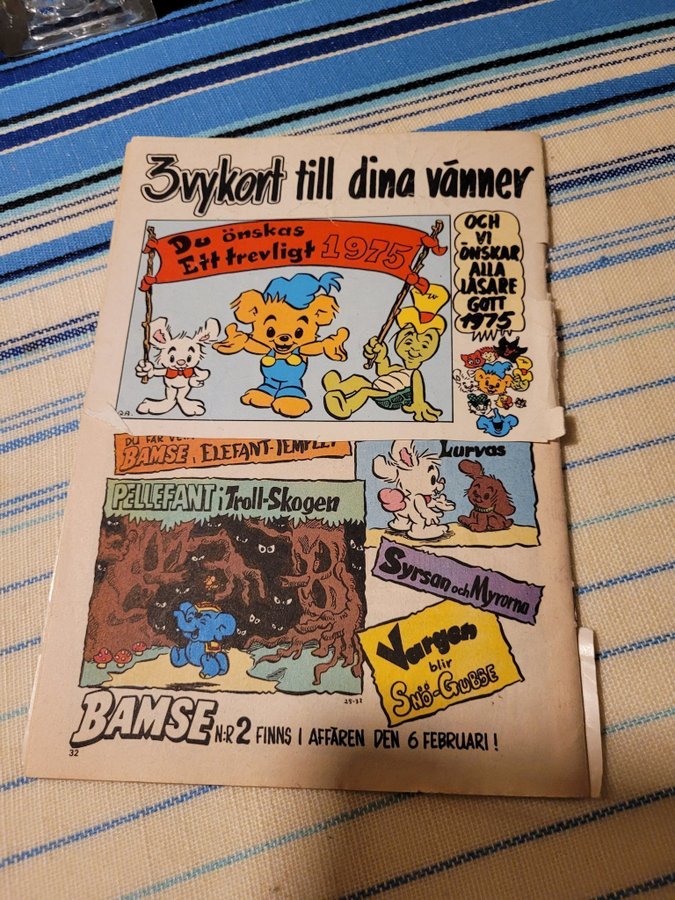 3 vykort till dina vänner
Du önskas
Ett trevligt 1975
OCH
VI
ÖNSKAR
ALLA
LÄSARE
GOTT
1975
DU FÅR
BAMSE i ELEFANT-TEMPLET
Lurvas
PELLEFANT i Troll-Skogen
Syrsan och Myrorna
Vargen
blir
Snö-GUBBE
BAMSE N:R 2 FINNS I AFFÄREN DEN 6 FEBRUARI!
32